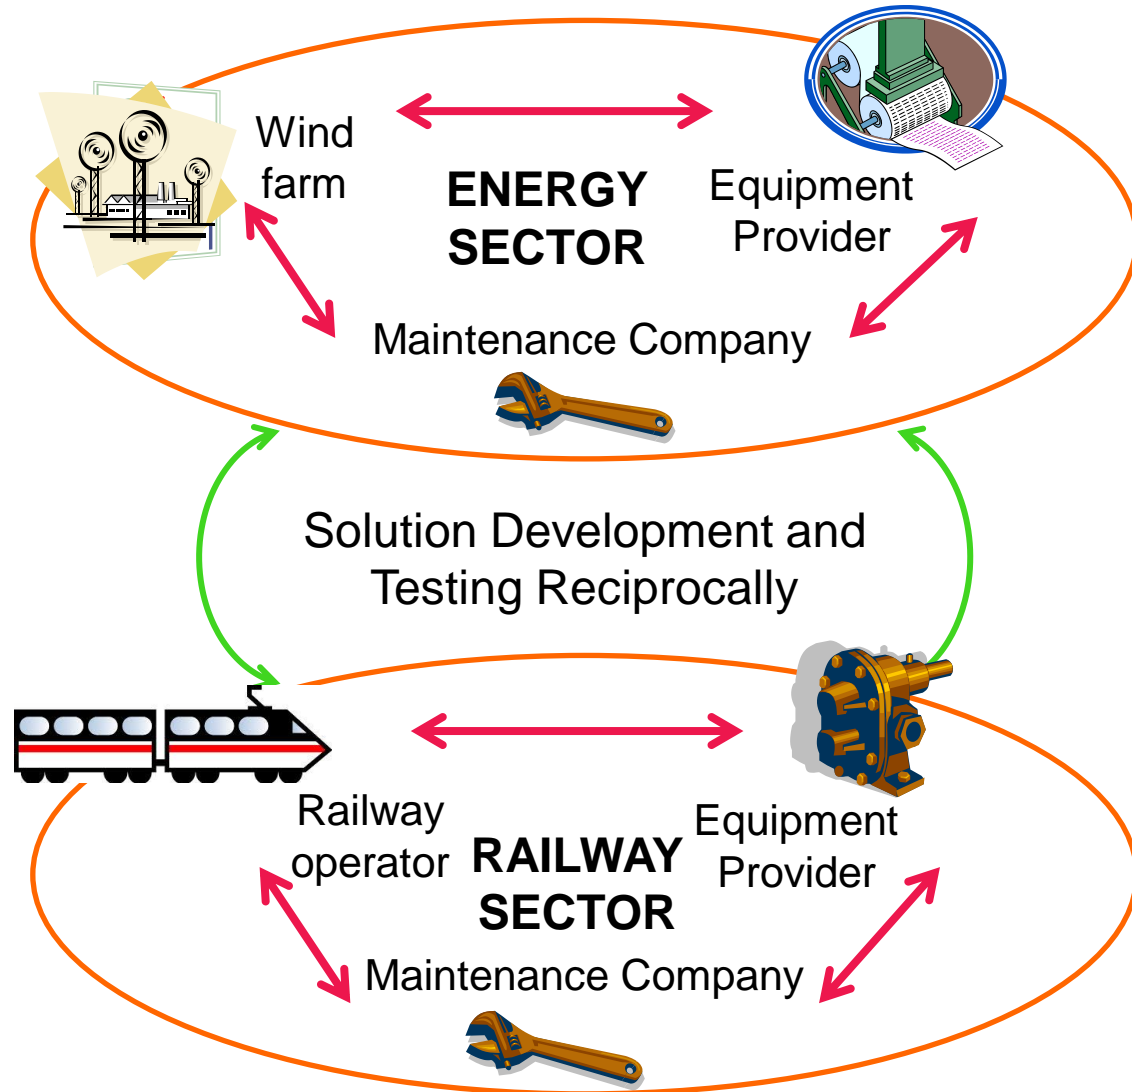 Wind
farm
ENERGY
SECTOR
Equipment
Provider
Maintenance Company
Solution Development and
Testing Reciprocally
Railway
operator
RAILWAY
SECTOR
Equipment
Provider
Maintenance Company